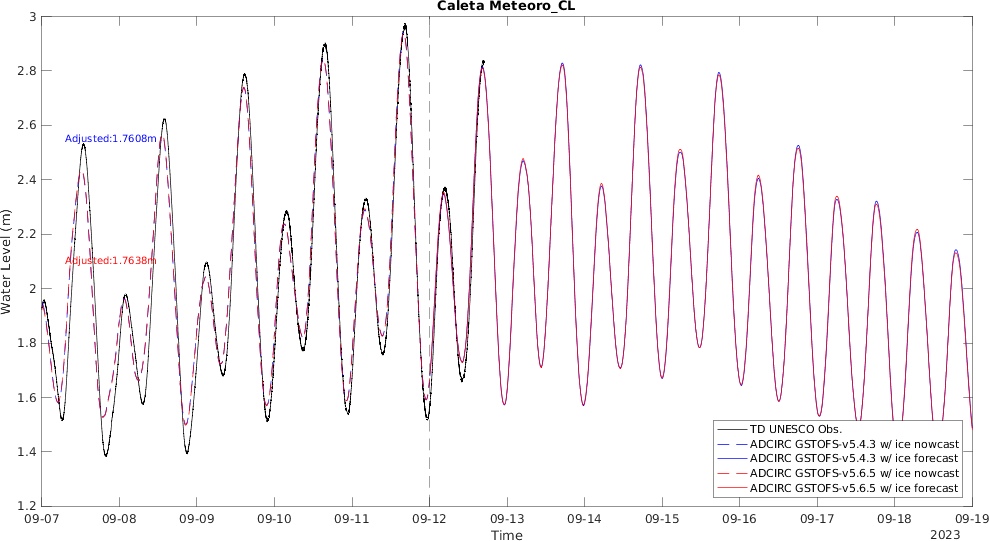 Caleta Meteoro_CL
3
2.8
2.6
2.4
2.2
2
1.8
1.6
1.4
1.2
Water Level (m)
Adjusted:1.7608m
Adjusted:1.7638m
TD UNESCO Obs.
ADCIRC GSTOFS-v5.4.3 w/ ice nowcast
ADCIRC GSTOFS-v5.4.3 w/ ice forecast
ADCIRC GSTOFS-v5.6.5 w/ ice nowcast
ADCIRC GSTOFS-v5.6.5 w/ ice forecast
09-07 09-08 09-09 09-10 09-11 09-12 09-13 09-14 09-15 09-16 09-17 09-18 09-19
Time
2023